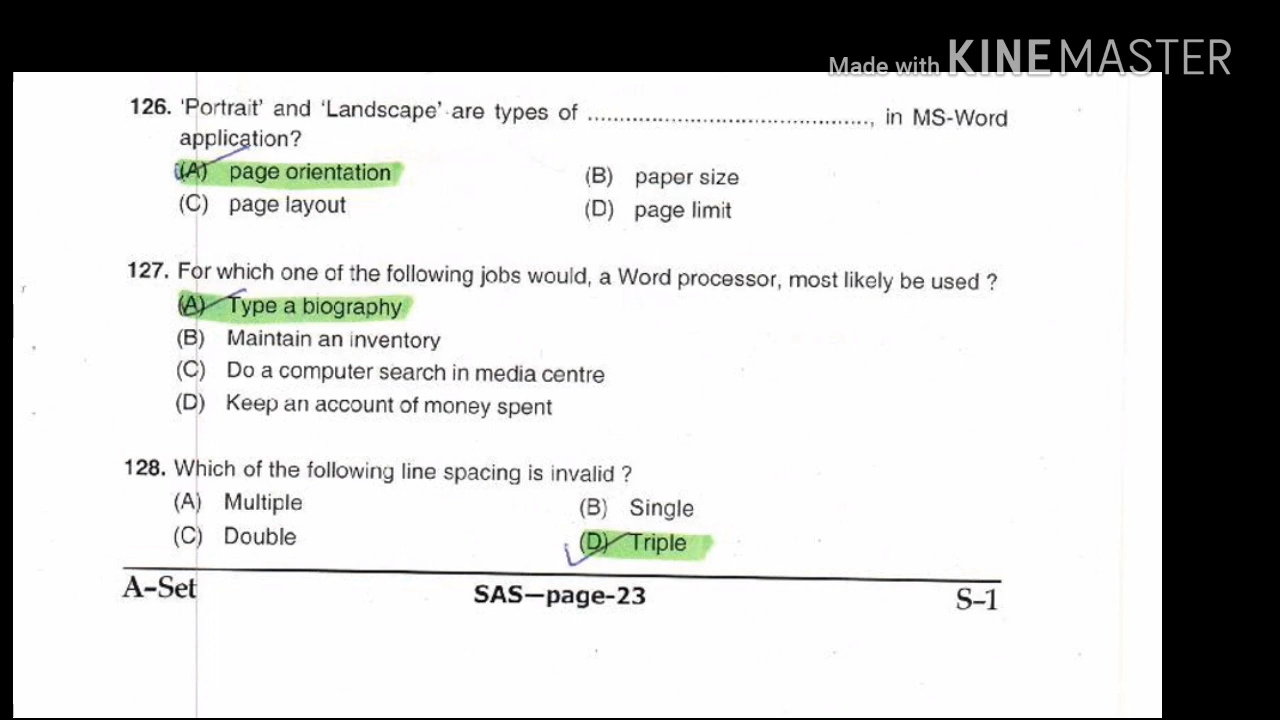 Made with KINEMASTER
126. 'Portrait' and 'Landscape' are types of ............................................, in MS-Word
application?
(A) page orientation (B) paper size
(C) page layout (D) page limit
127. For which one of the following jobs would, a Word processor, most likely be used ?
(A) Type a biography
(B) Maintain an inventory
(C) Do a computer search in media centre
(D) Keep an account of money spent
128. Which of the following line spacing is invalid ?
(A) Multiple (B) Single
(C) Double (D) Triple
A–Set SAS—page-23 S–1